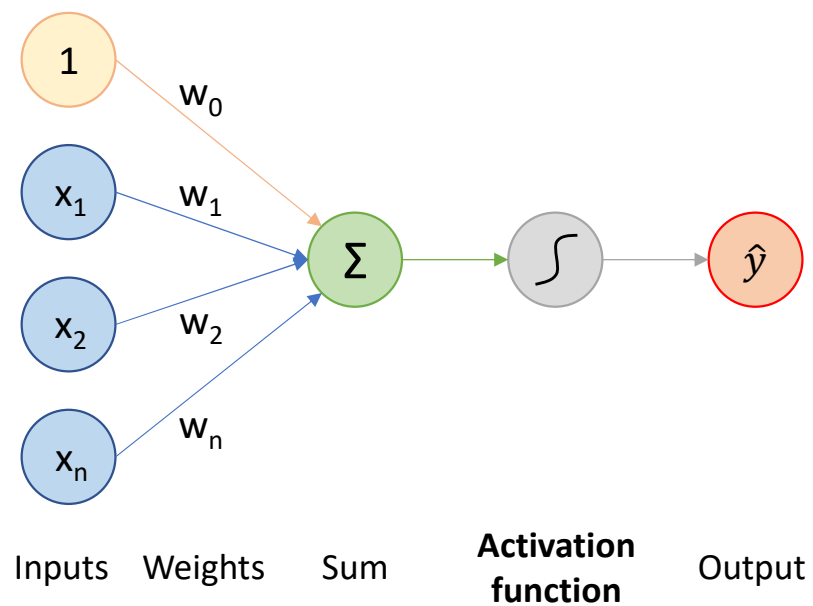 1
w₀
x₁
w₁
Σ
ŷ
x₂
w₂
xₙ
wₙ
Inputs Weights Sum Activation function Output